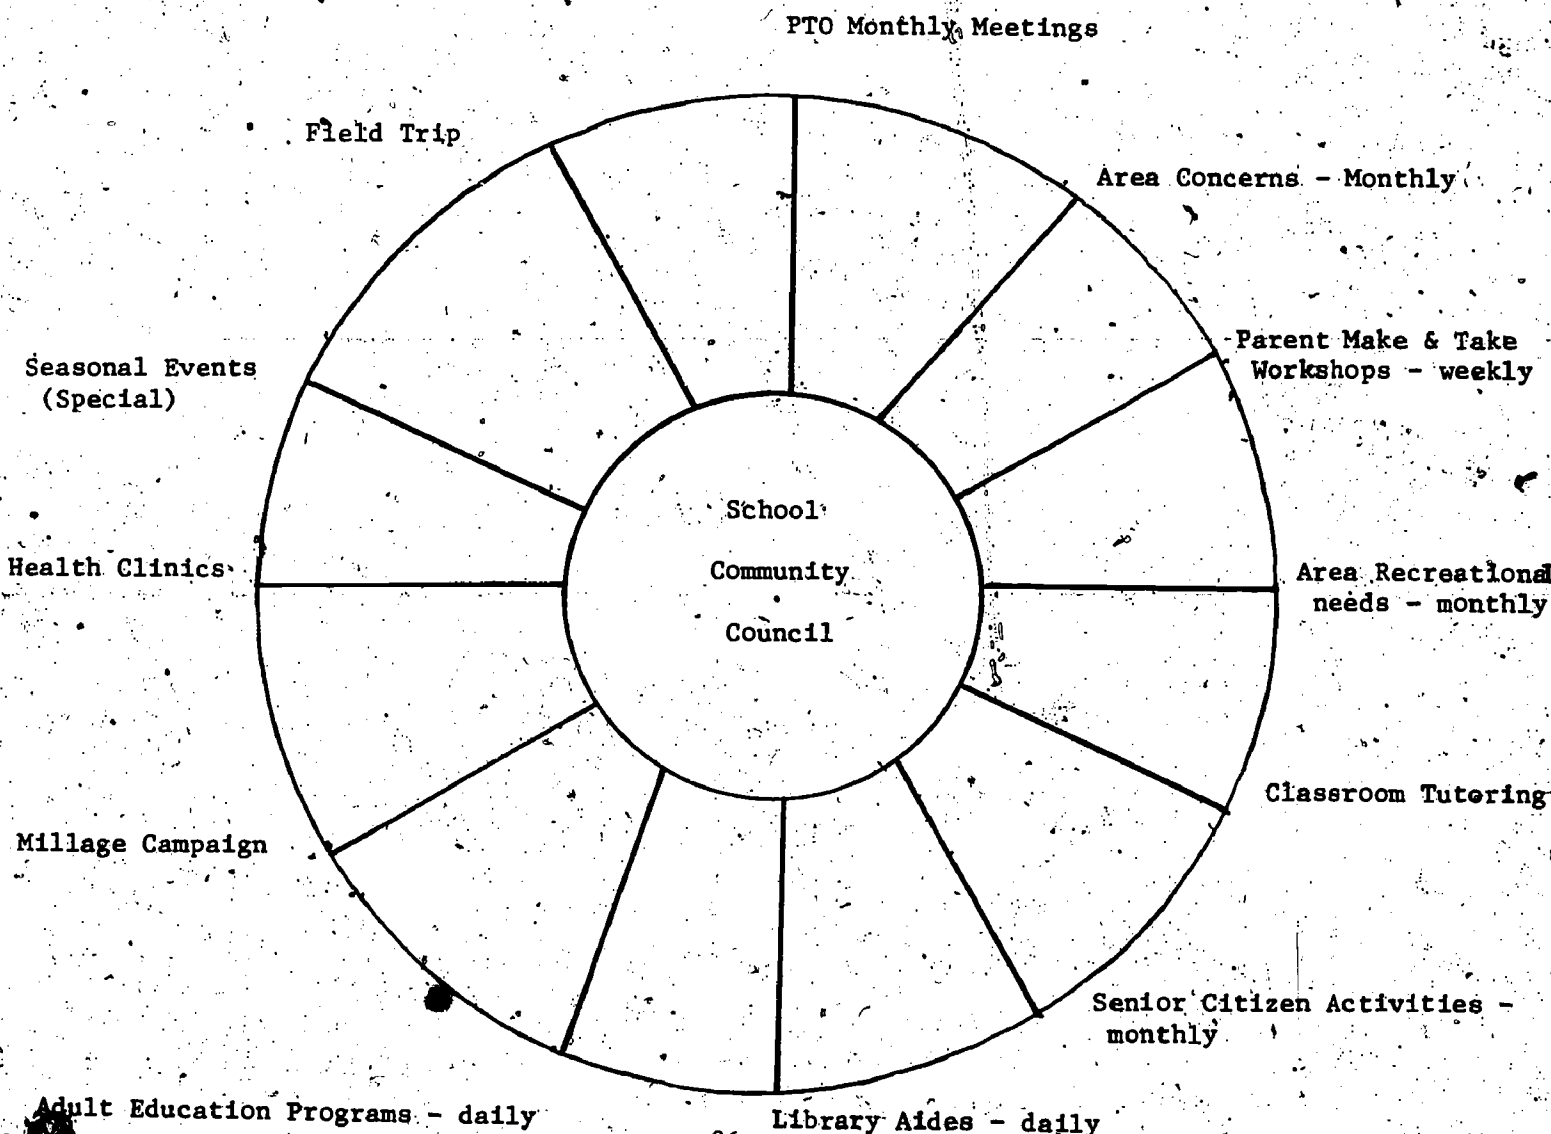 PTO Monthly Meetings
Field Trip
Area Concerns - Monthly
Parent Make & Take
Workshops - weekly
Seasonal Events
(Special)
School
Community
Council
Health Clinics
Area Recreational
needs - monthly
Classroom Tutoring
Millage Campaign
Senior Citizen Activities -
monthly
Adult Education Programs - daily
Library Aides - daily